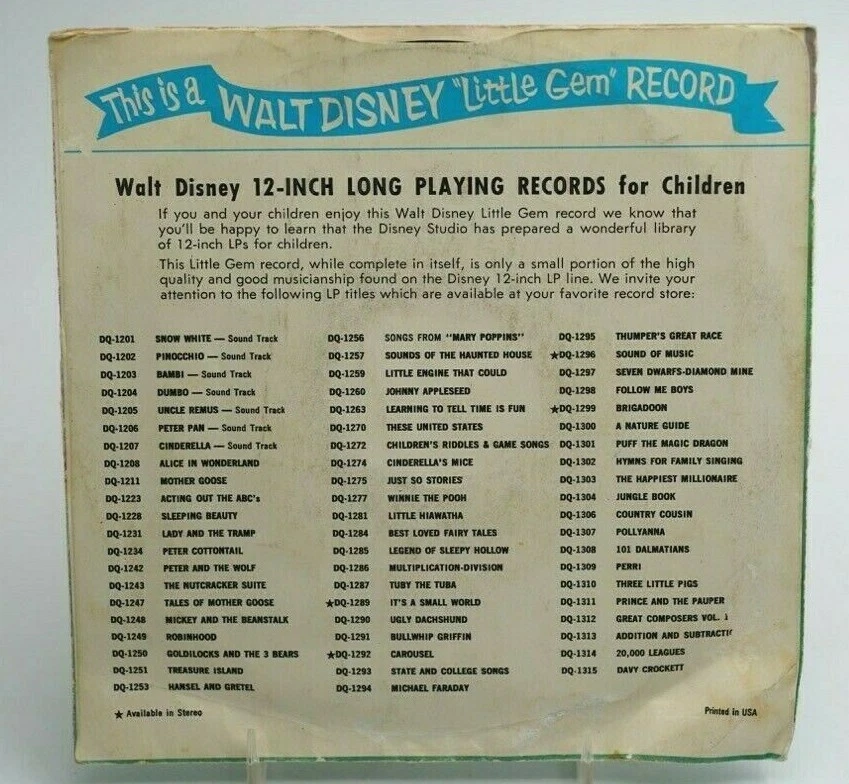 This is a WALT DISNEY "Little Gem" RECORD
Walt Disney 12-INCH LONG PLAYING RECORDS for Children
If you and your children enjoy this Walt Disney Little Gem record we know that
you'll be happy to learn that the Disney Studio has prepared a wonderful library
of 12-inch LPs for children.
This Little Gem record, while complete in itself, is only a small portion of the high
quality and good musicianship found on the Disney 12-inch LP line. We invite your
attention to the following LP titles which are available at your favorite record store:
DQ-1201 SNOW WHITE — Sound Track
DQ-1202 PINOCCHIO — Sound Track
DQ-1203 BAMBI — Sound Track
DQ-1204 DUMBO — Sound Track
DQ-1205 UNCLE REMUS — Sound Track
DQ-1206 PETER PAN — Sound Track
DQ-1207 CINDERELLA — Sound Track
DQ-1208 ALICE IN WONDERLAND
DQ-1211 MOTHER GOOSE
DQ-1223 ACTING OUT THE ABC's
DQ-1228 SLEEPING BEAUTY
DQ-1231 LADY AND THE TRAMP
DQ-1234 PETER COTTONTAIL
DQ-1242 PETER AND THE WOLF
DQ-1243 THE NUTCRACKER SUITE
DQ-1247 TALES OF MOTHER GOOSE
DQ-1248 MICKEY AND THE BEANSTALK
DQ-1249 ROBINHOOD
DQ-1250 GOLDILOCKS AND THE 3 BEARS
DQ-1251 TREASURE ISLAND
DQ-1253 HANSEL AND GRETEL
DQ-1256 SONGS FROM "MARY POPPINS"
DQ-1257 SOUNDS OF THE HAUNTED HOUSE
DQ-1259 LITTLE ENGINE THAT COULD
DQ-1260 JOHNNY APPLESEED
DQ-1263 LEARNING TO TELL TIME IS FUN
DQ-1270 THESE UNITED STATES
DQ-1272 CHILDREN'S RIDDLES & GAME SONGS
DQ-1274 CINDERELLA'S MICE
DQ-1275 JUST SO STORIES
DQ-1277 WINNIE THE POOH
DQ-1281 LITTLE HIAWATHA
DQ-1284 BEST LOVED FAIRY TALES
DQ-1285 LEGEND OF SLEEPY HOLLOW
DQ-1286 MULTIPLICATION-DIVISION
DQ-1287 TUBY THE TUBA
★DQ-1289 IT'S A SMALL WORLD
DQ-1290 UGLY DACHSHUND
DQ-1291 BULLWHIP GRIFFIN
★DQ-1292 CAROUSEL
DQ-1293 STATE AND COLLEGE SONGS
DQ-1294 MICHAEL FARADAY
DQ-1295 THUMPER'S GREAT RACE
★DQ-1296 SOUND OF MUSIC
DQ-1297 SEVEN DWARFS-DIAMOND MINE
DQ-1298 FOLLOW ME BOYS
★DQ-1299 BRIGADOON
DQ-1300 A NATURE GUIDE
DQ-1301 PUFF THE MAGIC DRAGON
DQ-1302 HYMNS FOR FAMILY SINGING
DQ-1303 THE HAPPIEST MILLIONAIRE
DQ-1304 JUNGLE BOOK
DQ-1306 COUNTRY COUSIN
DQ-1307 POLLYANNA
DQ-1308 101 DALMATIANS
DQ-1309 PERRI
DQ-1310 THREE LITTLE PIGS
DQ-1311 PRINCE AND THE PAUPER
DQ-1312 GREAT COMPOSERS VOL. 1
DQ-1313 ADDITION AND SUBTRACTI
DQ-1314 20,000 LEAGUES
DQ-1315 DAVY CROCKETT
★ Available in Stereo
Printed in USA